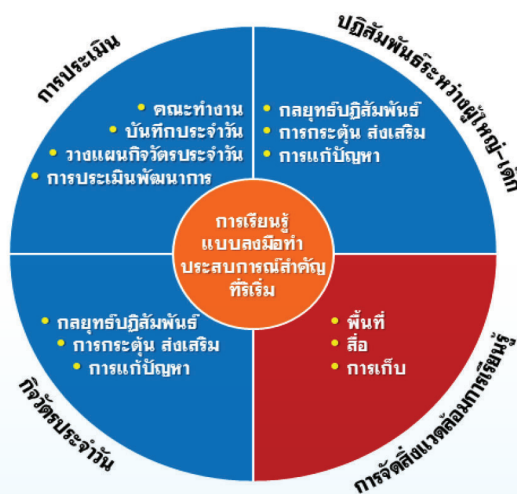 การประเมิน
ปฏิสัมพันธ์ระหว่างผู้ใหญ่-เด็ก
คณะทำงาน
บันทึกประจำวัน
วางแผนกิจวัตรประจำวัน
การประเมินพัฒนาการ
กลยุทธ์ปฏิสัมพันธ์
การกระตุ้น ส่งเสริม
การแก้ปัญหา
การเรียนรู้
แบบลงมือทำ
ประสบการณ์สำคัญ
ที่ริเริ่ม
กลยุทธ์ปฏิสัมพันธ์
การกระตุ้น ส่งเสริม
การแก้ปัญหา
พื้นที่
สื่อ
การเก็บ
กิจวัตรประจำวัน
การจัดสิ่งแวดล้อมการเรียนรู้